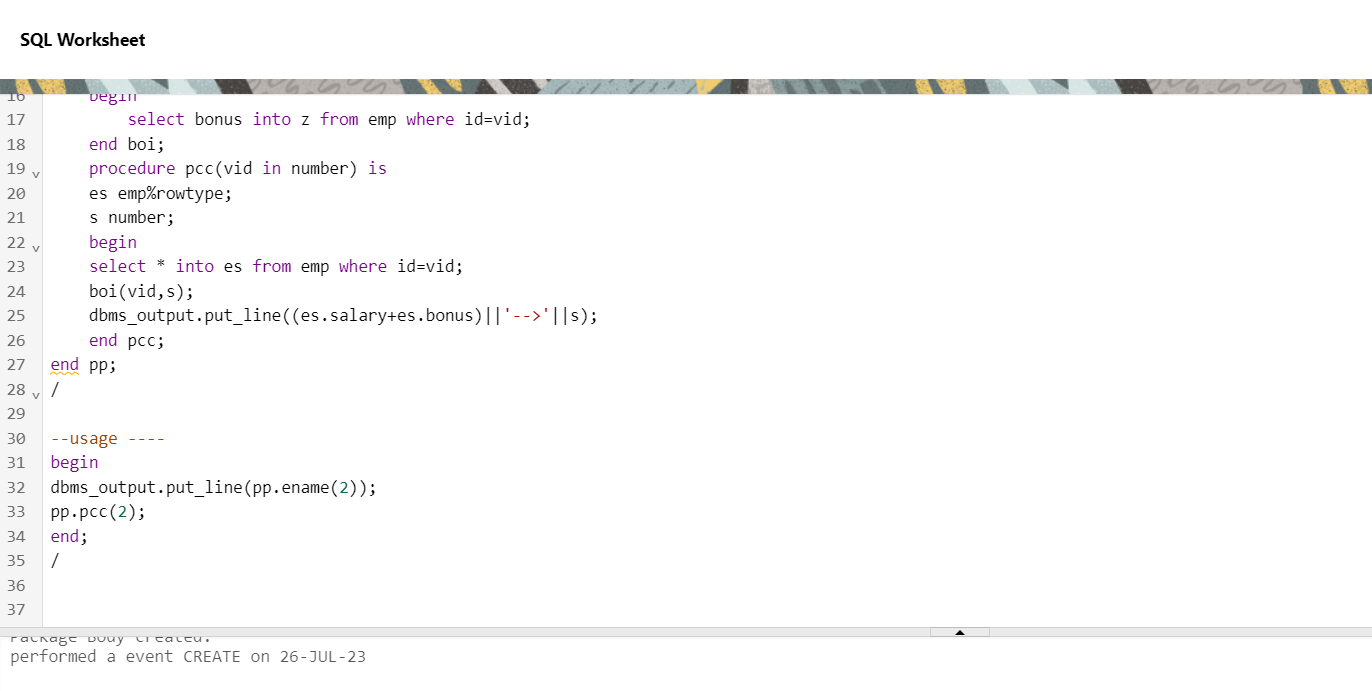 SQL Worksheet
16 begin
17 select bonus into z from emp where id=vid;
18 end boi;
19 procedure pcc(vid in number) is
20 es emp%rowtype;
21 s number;
22 begin
23 select * into es from emp where id=vid;
24 boi(vid,s);
25 dbms_output.put_line((es.salary+es.bonus)||'-->'||s);
26 end pcc;
27 end pp;
28 /
29
30 --usage ----
31 begin
32 dbms_output.put_line(pp.ename(2));
33 pp.pcc(2);
34 end;
35 /
36
37
Package Body created.
performed a event CREATE on 26-JUL-23